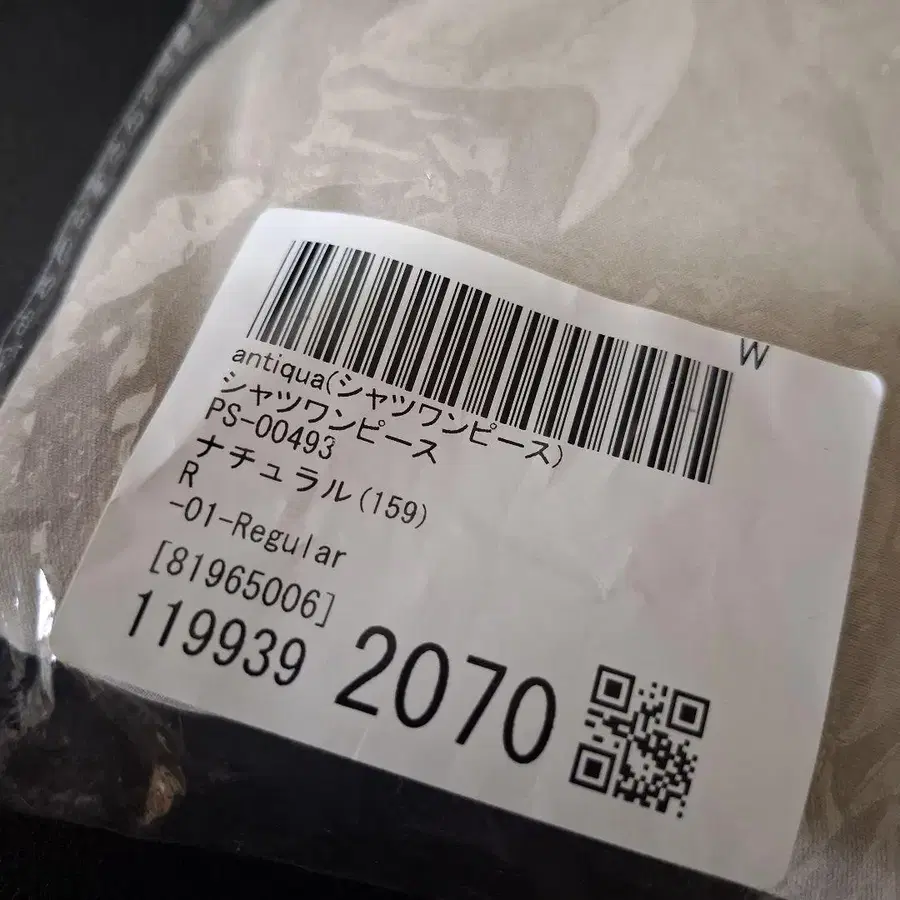 W
antiqua(シャツワンピース)
シャツワンピース
PS-00493
ナチュラル(159)
R
-01-Regular
[81965006]
119939 2070